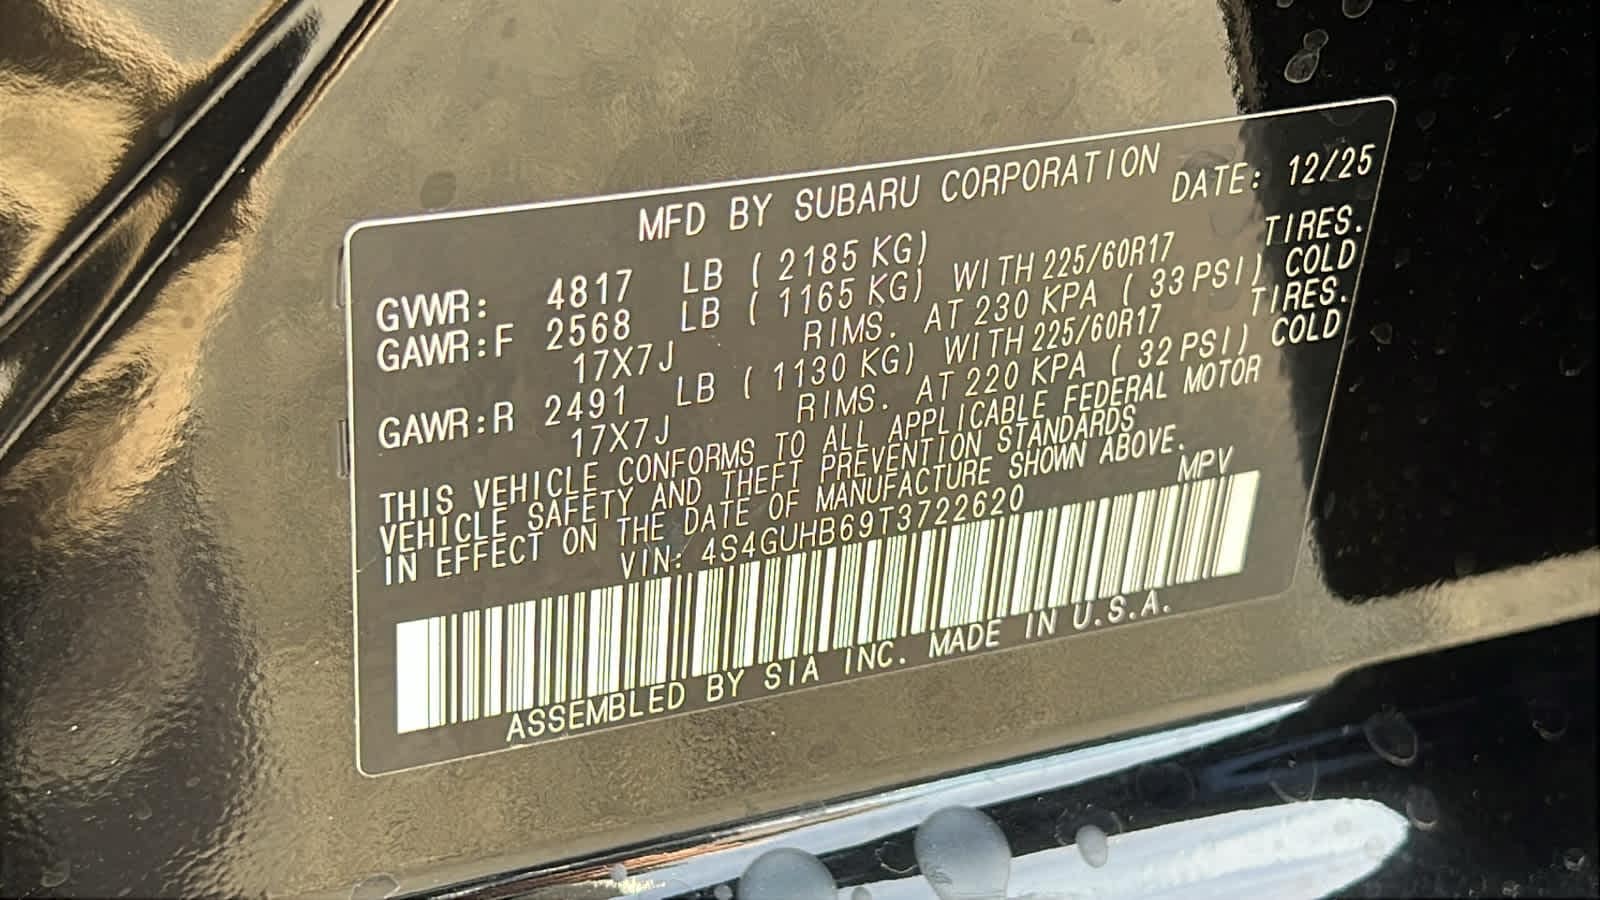 MFD BY SUBARU CORPORATION
DATE: 12/25
GVWR: 4817 LB ( 2185 KG)
GAWR:F 2568 LB ( 1165 KG) WITH 225/60R17 TIRES.
17X7J RIMS. AT 230 KPA ( 33 PSI) COLD
GAWR:R 2491 LB ( 1130 KG) WITH 225/60R17 TIRES.
17X7J RIMS. AT 220 KPA ( 32 PSI) COLD
THIS VEHICLE CONFORMS TO ALL APPLICABLE FEDERAL MOTOR
VEHICLE SAFETY AND THEFT PREVENTION STANDARDS
IN EFFECT ON THE DATE OF MANUFACTURE SHOWN ABOVE.
VIN: 4S4GUHB69T3722620 MPV
ASSEMBLED BY SIA INC. MADE IN U.S.A.